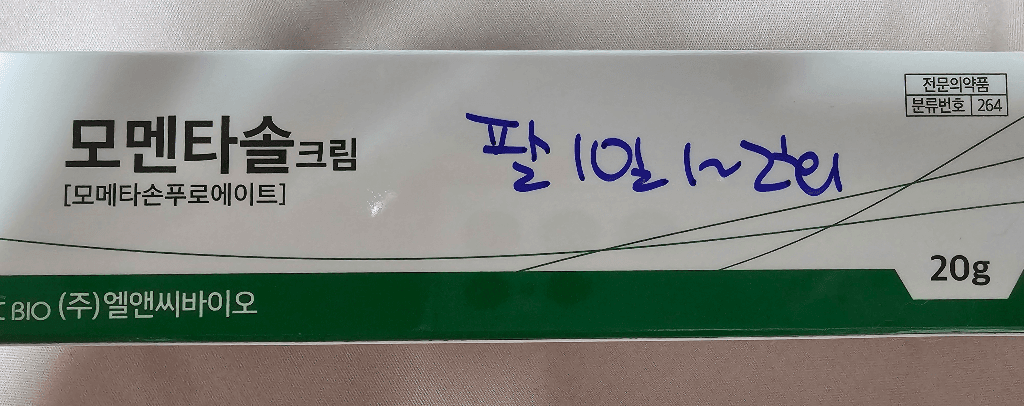 전문의약품
분류번호 264
모멘타솔크림
[모메타손푸로에이트]
팔 1일 1~2회
20g
BIO (주)엘앤씨바이오